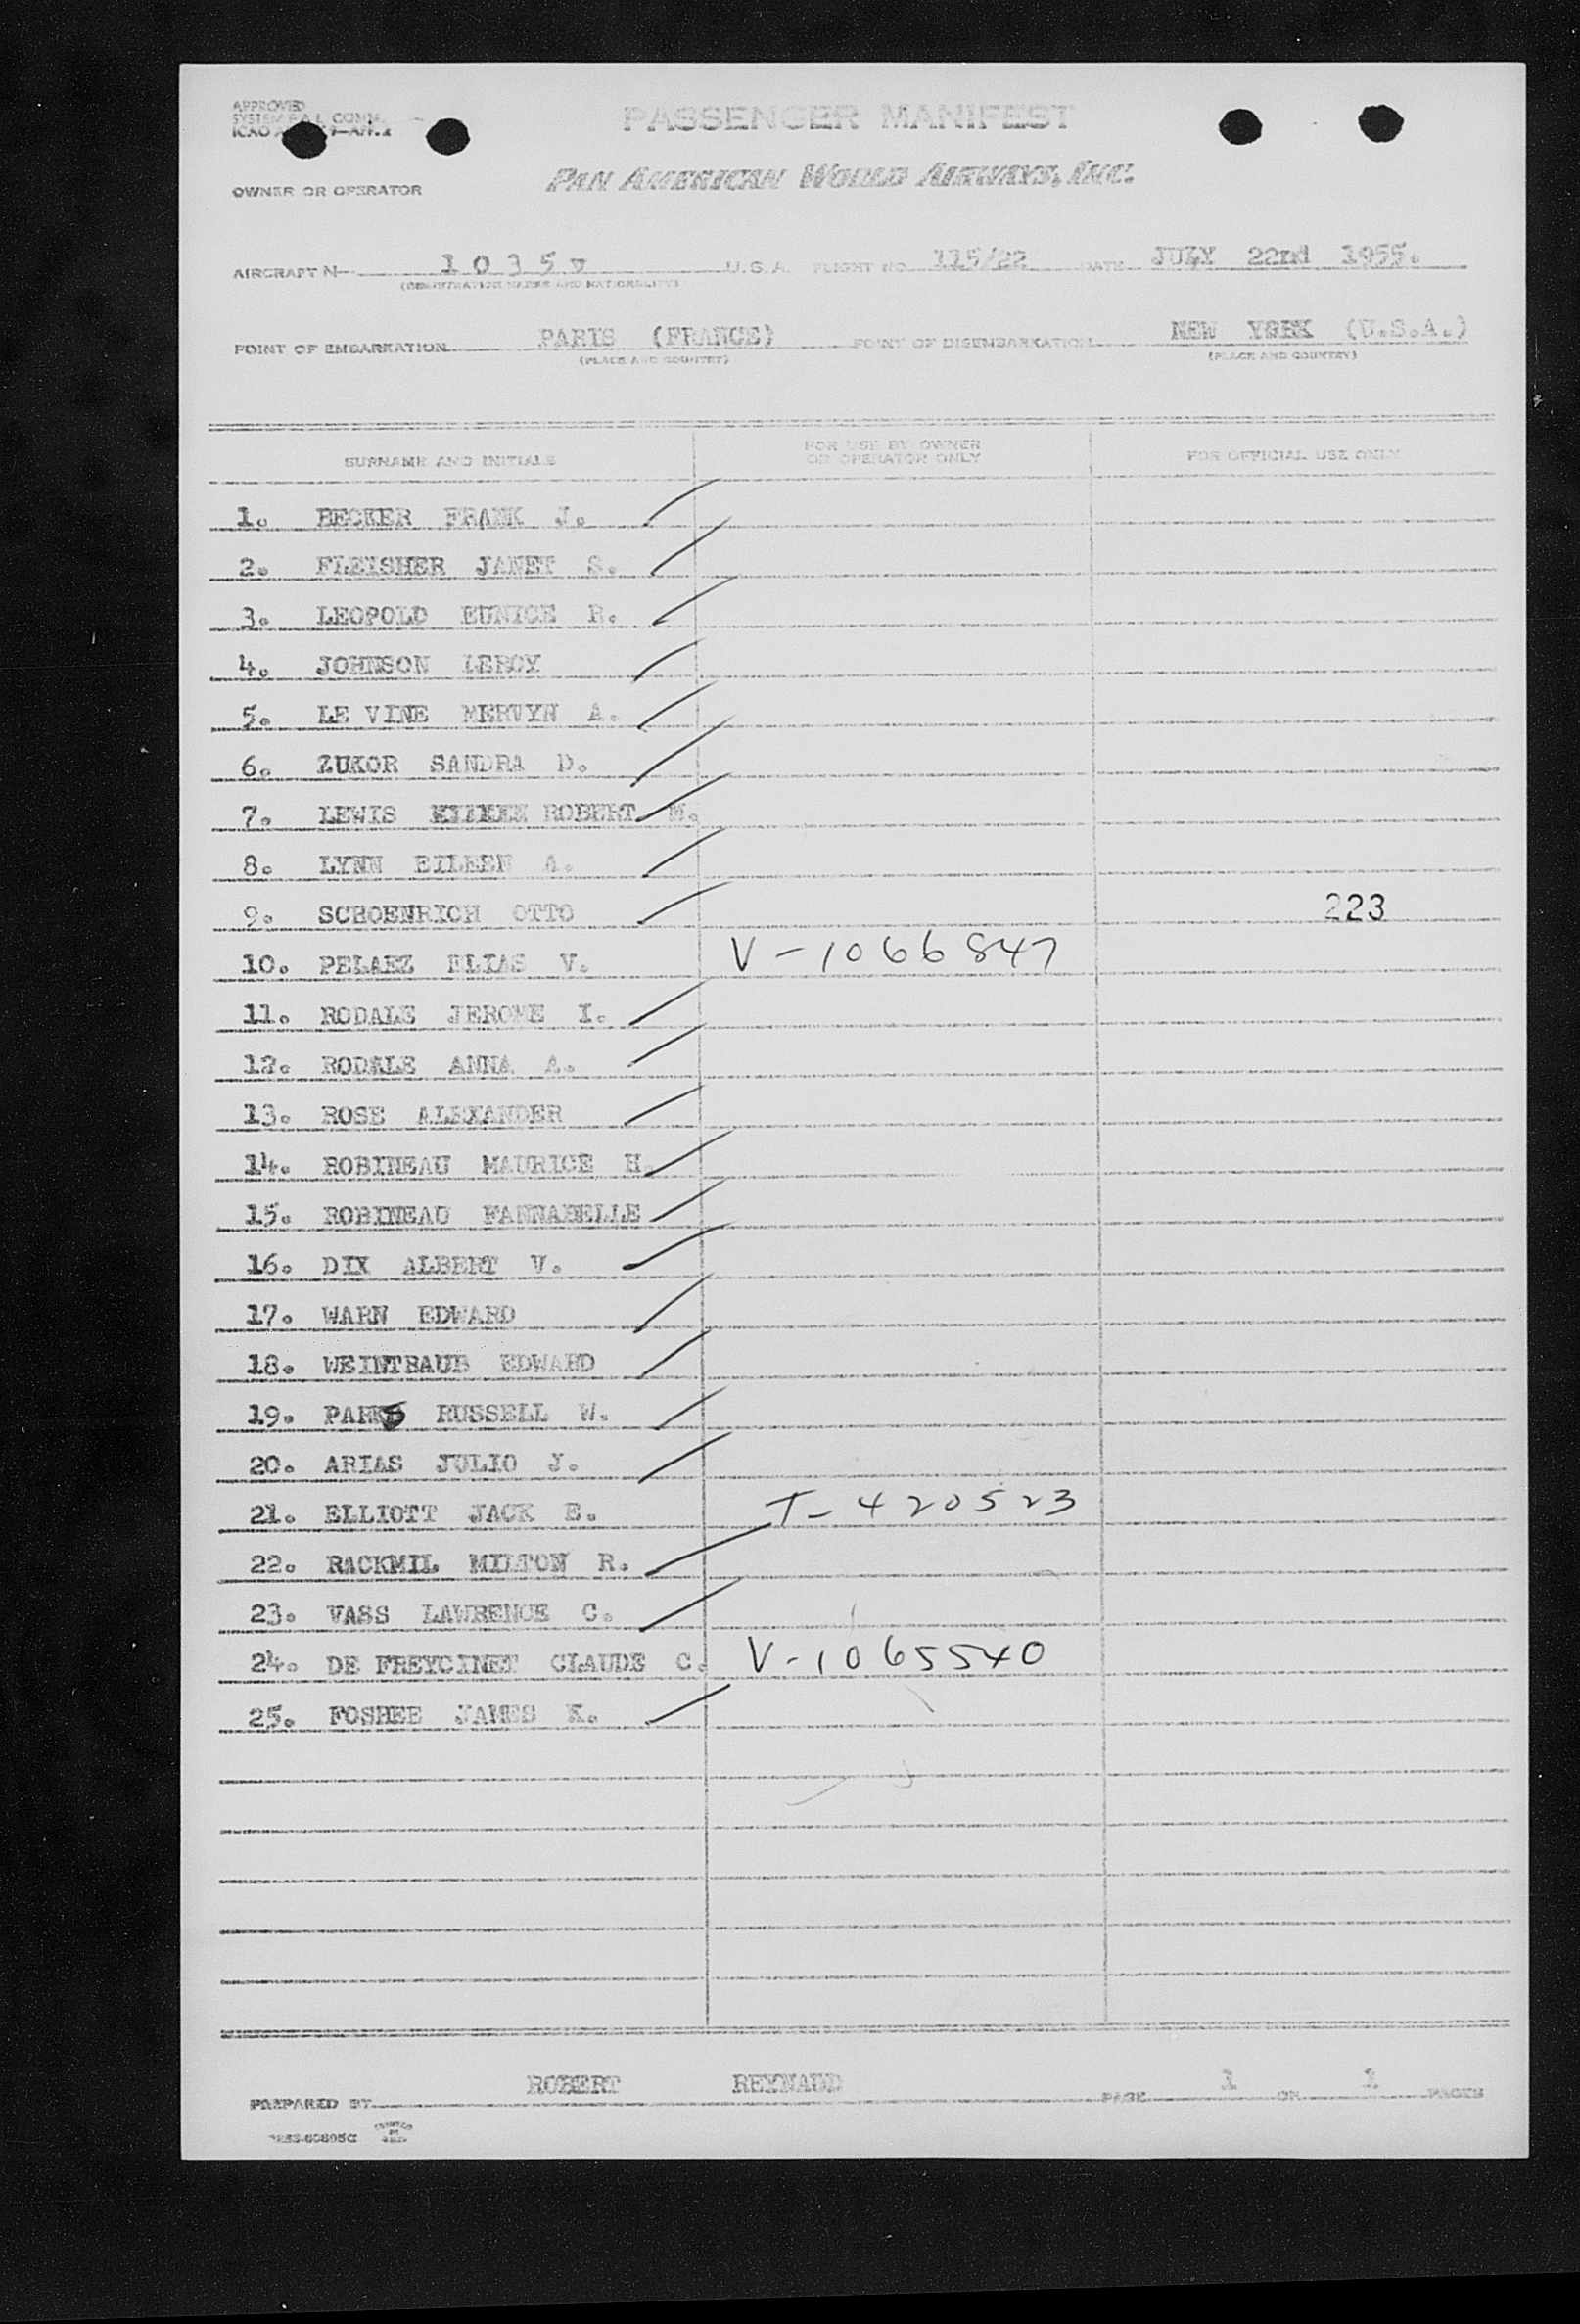 APPROVED
PASSENGER MANIFEST
OWNER OR OPERATOR PAN AMERICAN WORLD AIRWAYS, INC.
AIRCRAFT N 1035 U.S.A. FLIGHT NO 115/22 DATE JULY 22nd 1955.
POINT OF EMBARKATION PARIS (FRANCE) POINT OF DISEMBARKATION NEW YORK (U.S.A.)
(PLACE AND COUNTRY) (PLACE AND COUNTRY)
SURNAME AND INITIALS FOR USE BY OWNER OR OPERATOR ONLY FOR OFFICIAL USE ONLY
1. BECKER FRANK J.
2. FLEISHER JANET S.
3. LEOPOLD EUNICE R.
4. JOHNSON LEROY
5. LE VINE MERVYN A.
6. ZUKOR SANDRA D.
7. LEWIS ROBERT M.
8. LYNN EILEEN A.
9. SCHOENRICH OTTO 223
10. PELAEZ ELIAS V. V-1066847
11. RODALE JEROME I.
12. RODALE ANNA A.
13. ROSE ALEXANDER
14. ROBINEAU MAURICE H.
15. ROBINEAU FANNABELLE
16. DIX ALBERT V.
17. WARN EDWARD
18. WEINTRAUB EDWARD
19. PARKS RUSSELL W.
20. ARIAS JULIO J.
21. ELLIOTT JACK E. T-420523
22. RACKMIL MILTON R.
23. VASS LAWRENCE C.
24. DE FREYCINET CLAUDE C. V-1065540
25. FOSHEE JAMES K.
PREPARED BY ROBERT REYNAUD PAGE 1 OR 1 PAGES